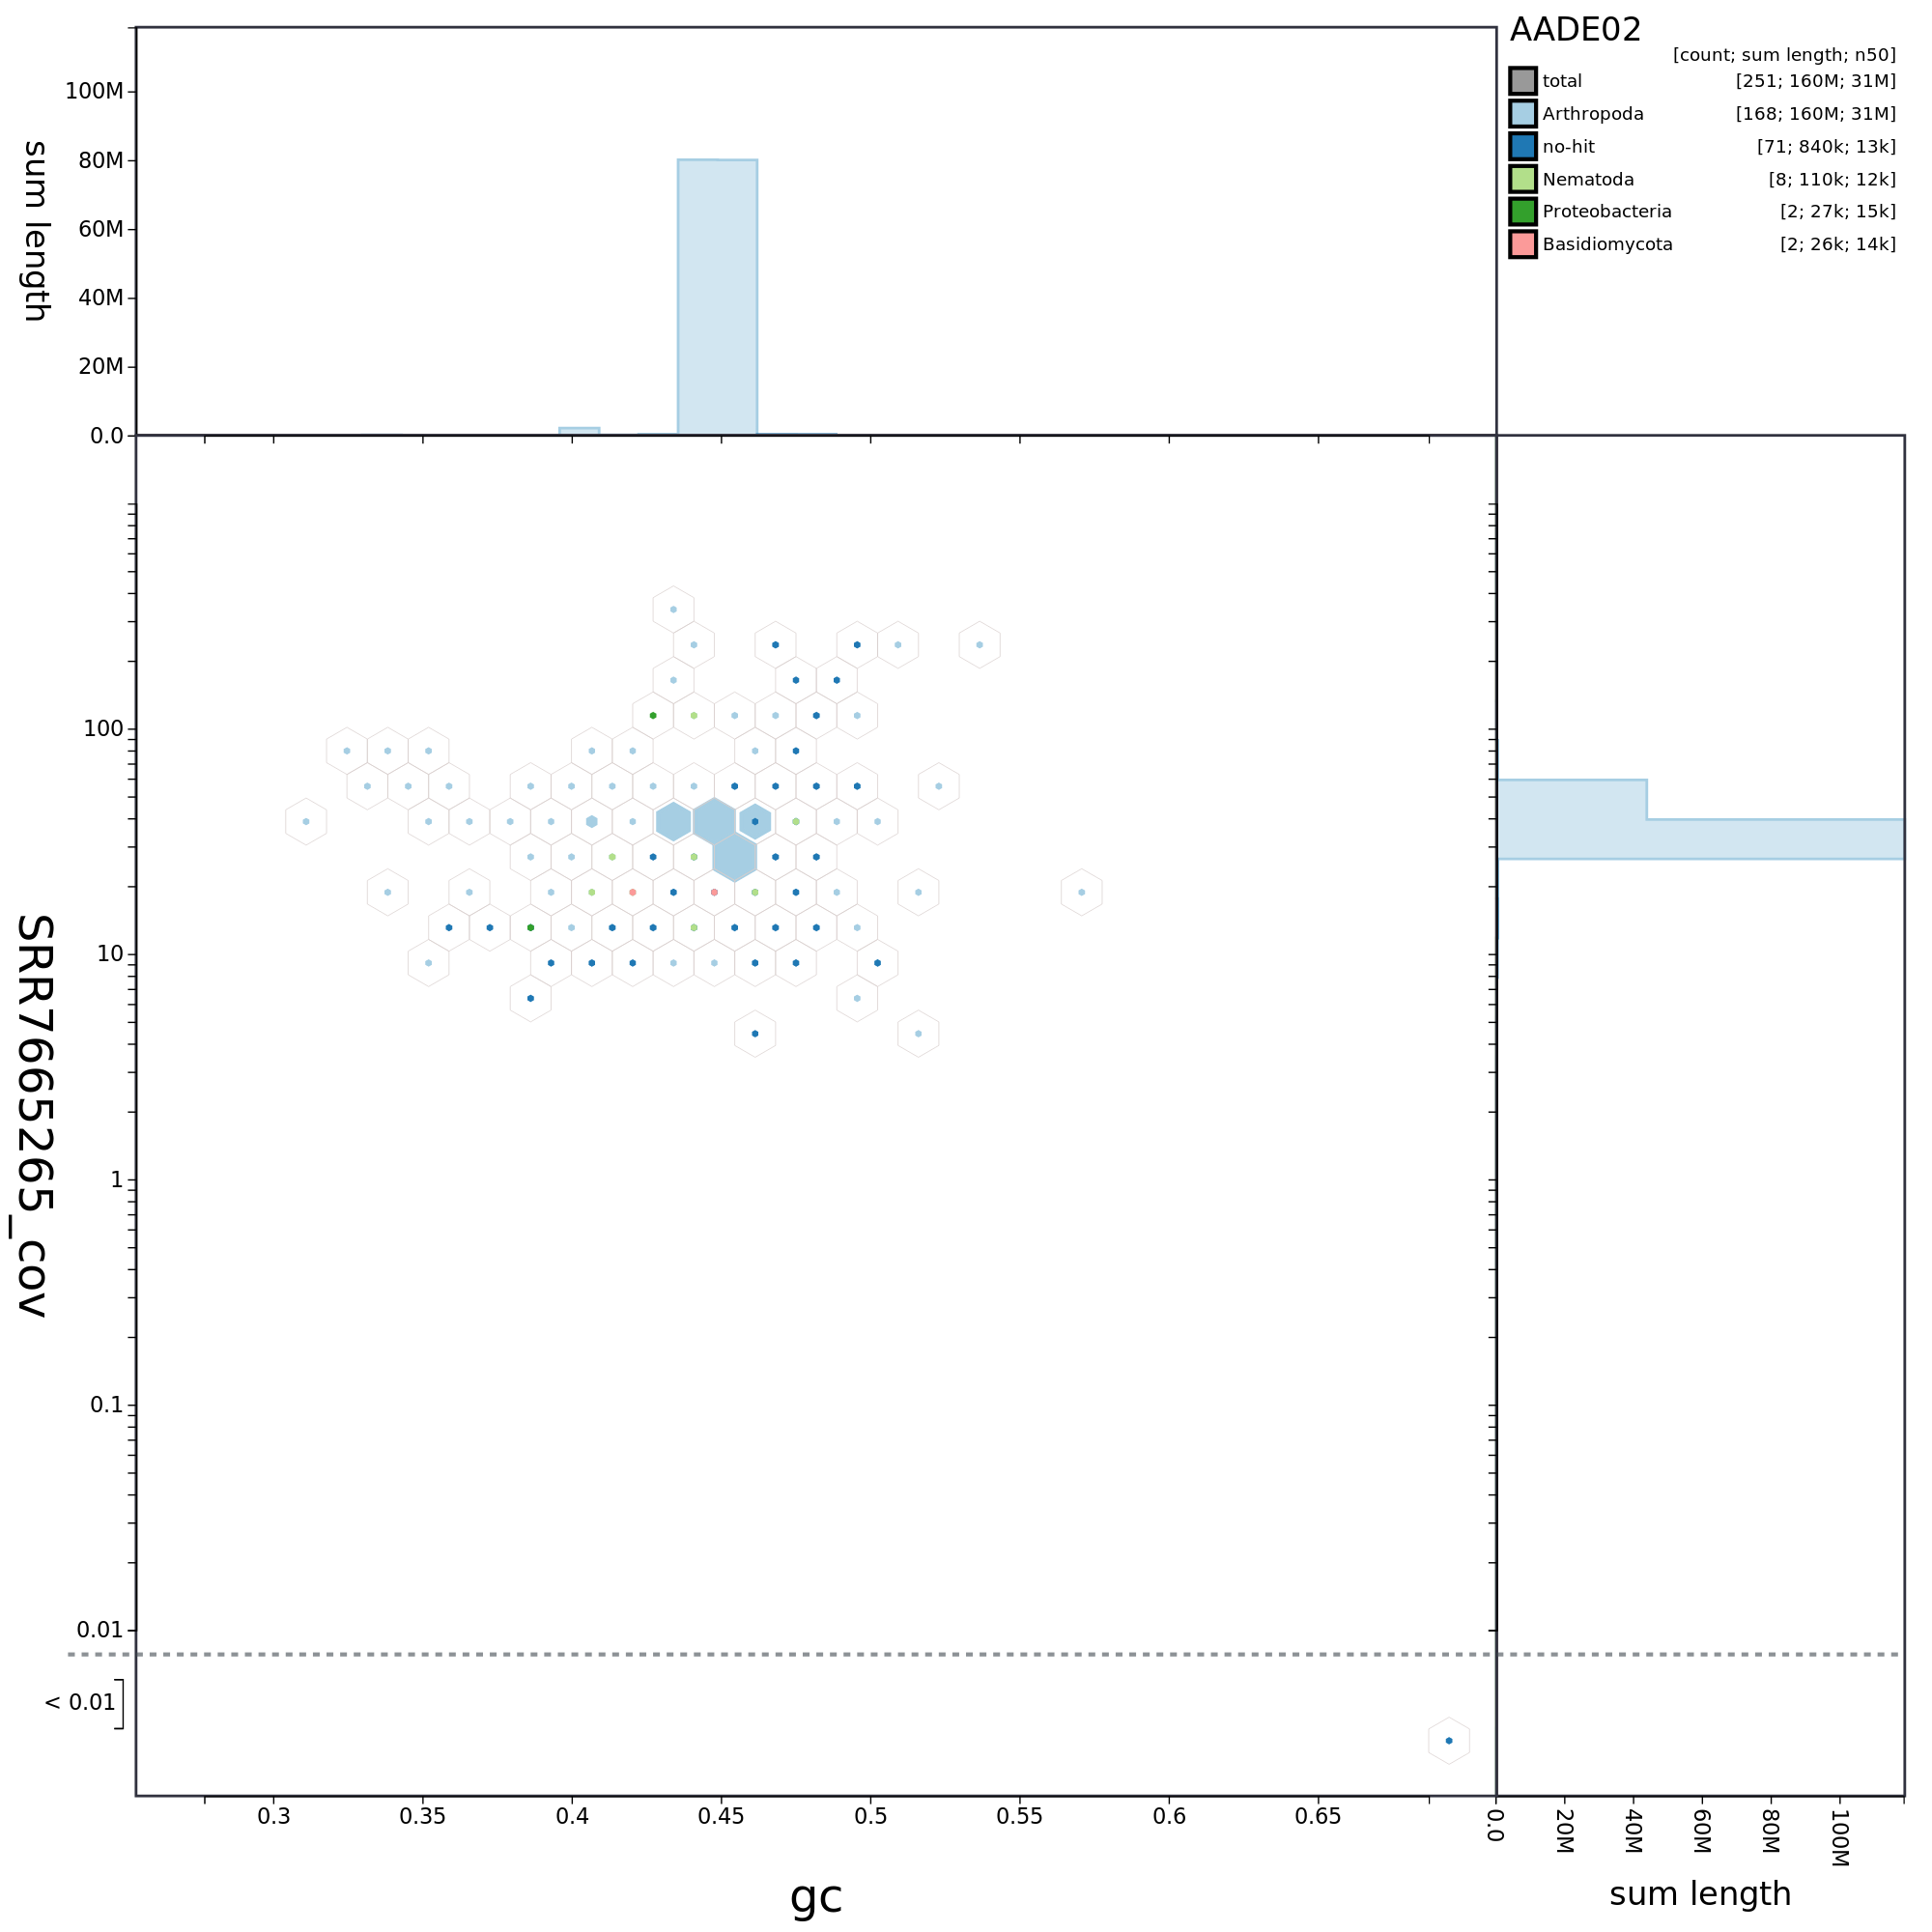 AADE02
[count; sum length; n50]
total [251; 160M; 31M]
Arthropoda [168; 160M; 31M]
no-hit [71; 840k; 13k]
Nematoda [8; 110k; 12k]
Proteobacteria [2; 27k; 15k]
Basidiomycota [2; 26k; 14k]
sum length
100M
80M
60M
40M
20M
0.0
SRR7665265_cov
100
10
1
0.1
0.01
< 0.01
0.3 0.35 0.4 0.45 0.5 0.55 0.6 0.65
gc
0.0 20M 40M 60M 80M 100M
sum length